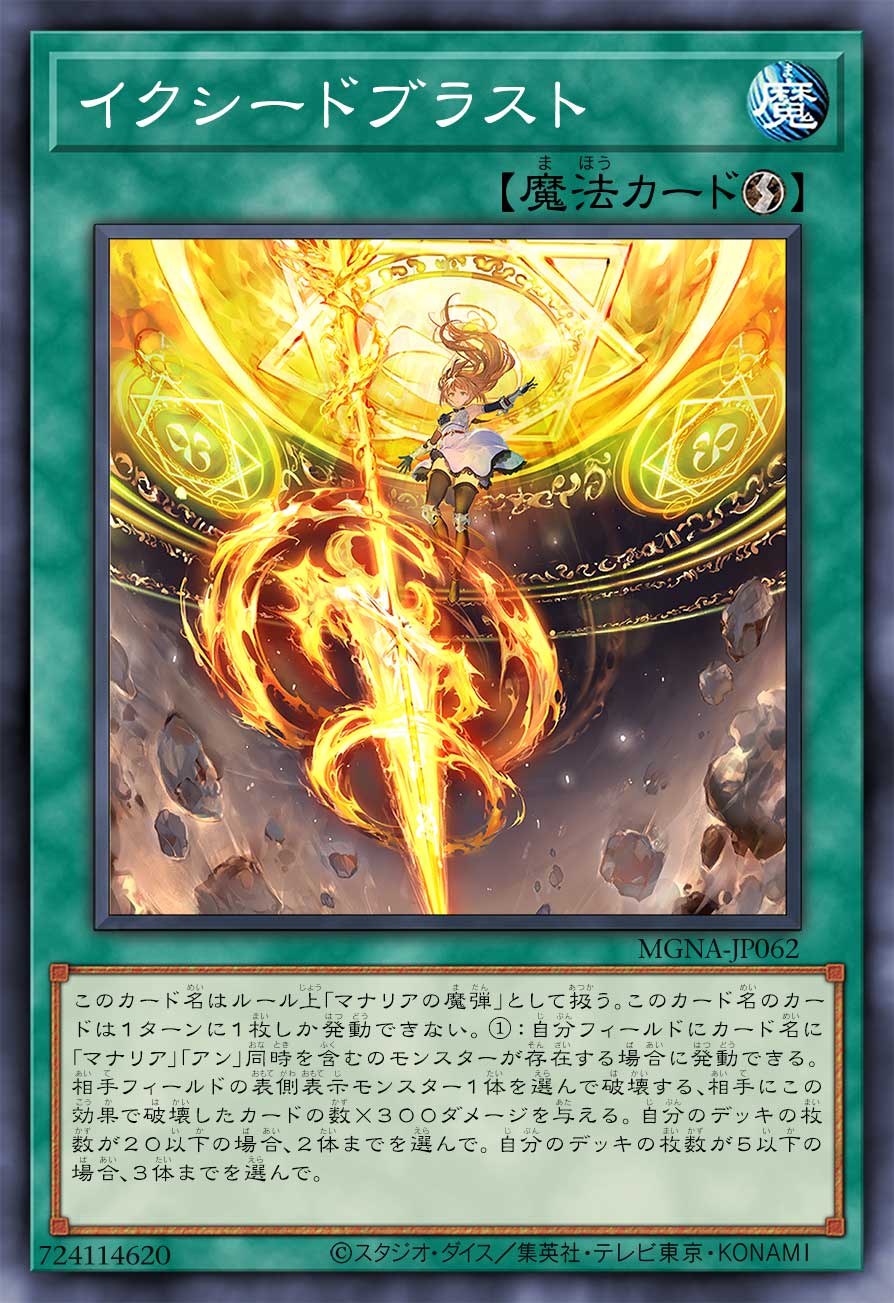 イクシードブラスト
魔
【魔法カード】
MGNA-JP062
このカード名はルール上「マナリアの魔弾」として扱う。このカード名のカー
ドは1ターンに1枚しか発動できない。①:自分フィールドにカード名に
「マナリア」「アン」同時を含むのモンスターが存在する場合に発動できる。
相手フィールドの表側表示モンスター1体を選んで破壊する、相手にこの
効果で破壊したカードの数×300ダメージを与える。自分のデッキの枚
数が20以下の場合、2体までを選んで。自分のデッキの枚数が5以下の
場合、3体までを選んで。
724114620
©スタジオ・ダイス/集英社・テレビ東京・KONAMI